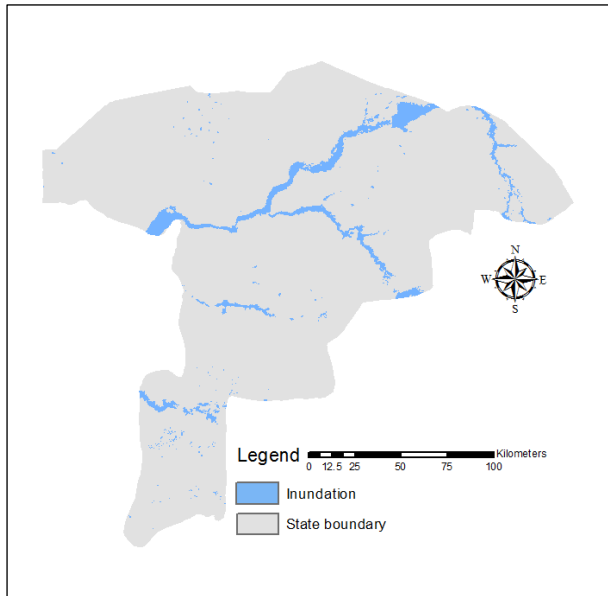 N
W E
S
Legend
Kilometers
0 12.5 25 50 75 100
Inundation
State boundary